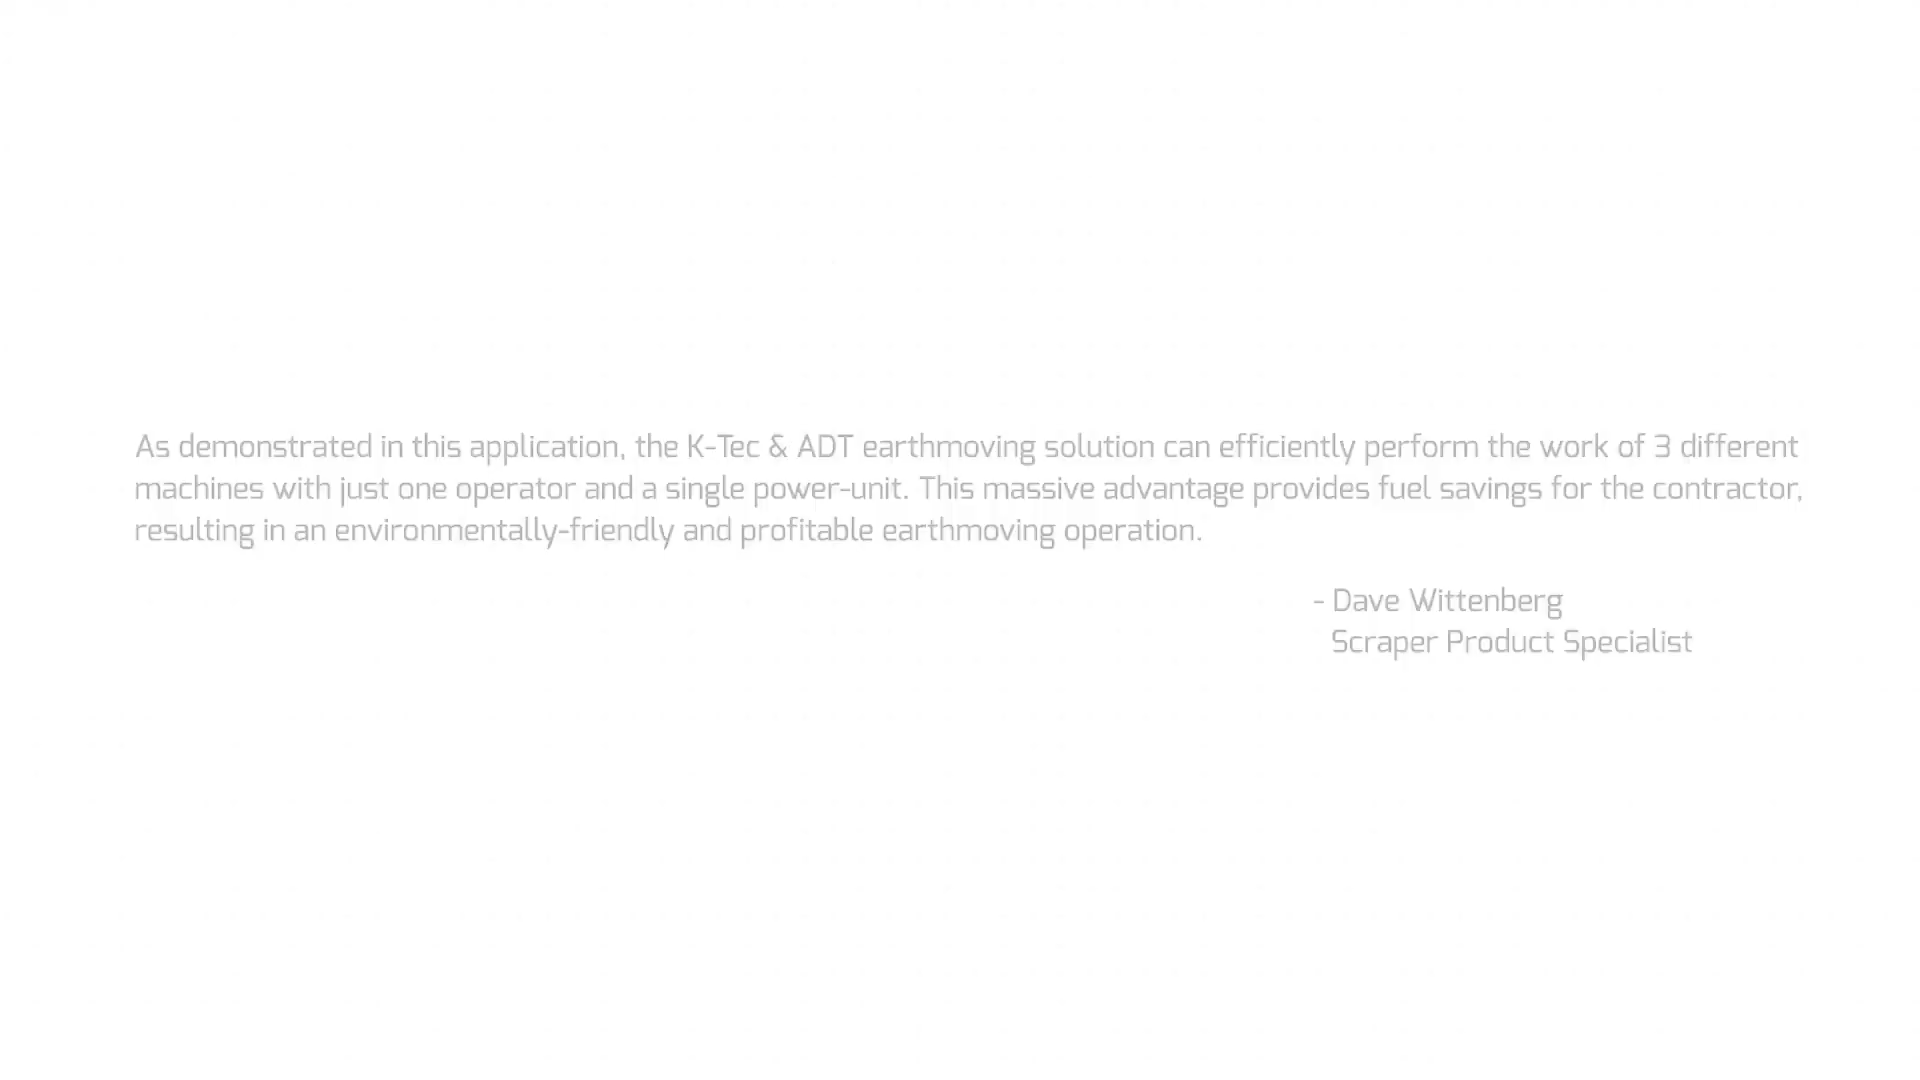 As demonstrated in this application, the K-Tec & ADT earthmoving solution can efficiently perform the work of 3 different
machines with just one operator and a single power-unit. This massive advantage provides fuel savings for the contractor,
resulting in an environmentally-friendly and profitable earthmoving operation.
- Dave Wittenberg
Scraper Product Specialist